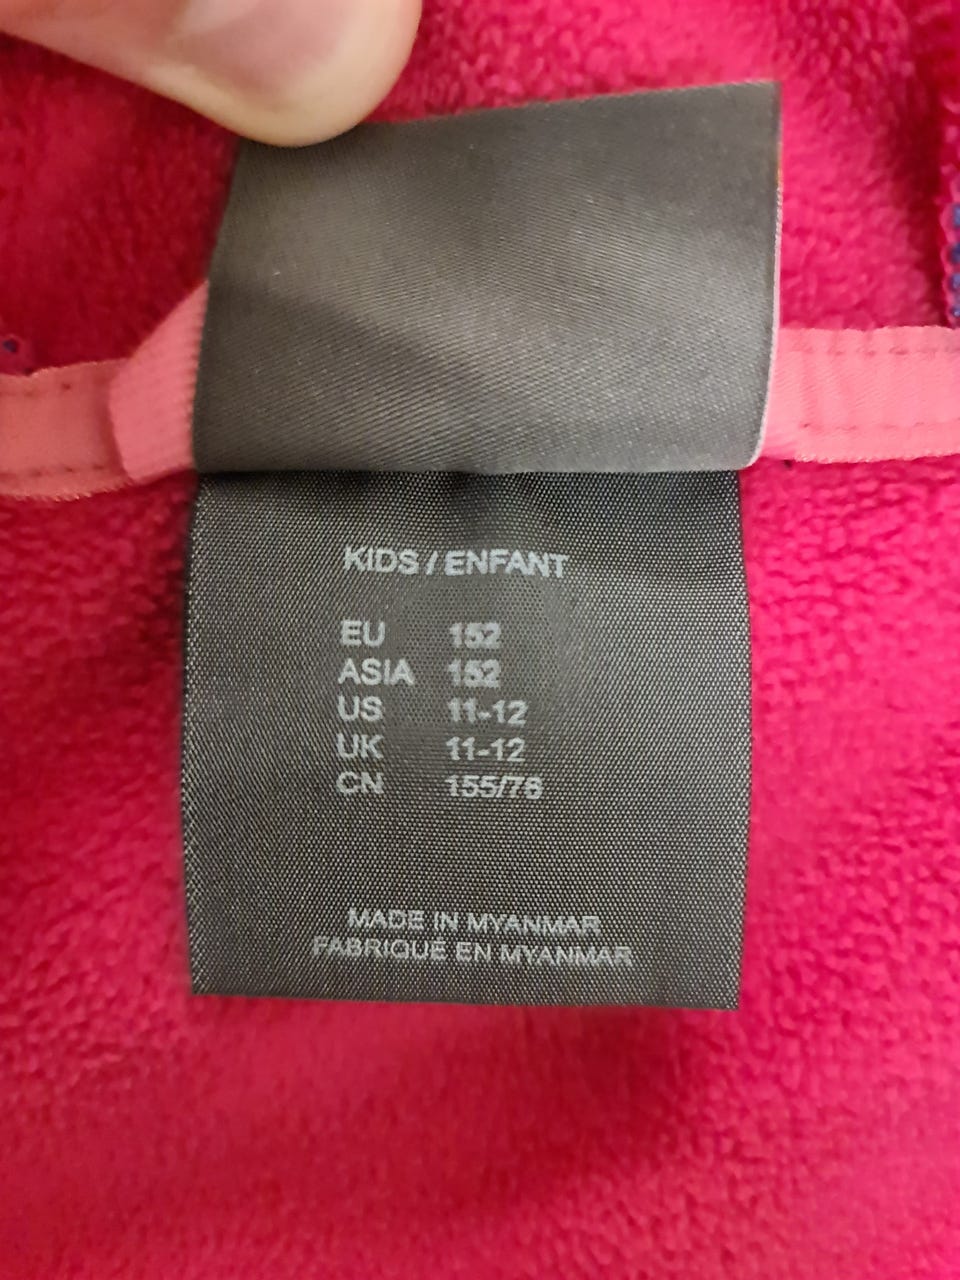 KIDS / ENFANT
EU 152
ASIA 152
US 11-12
UK 11-12
CN 155/76
MADE IN MYANMAR
FABRIQUÉ EN MYANMAR